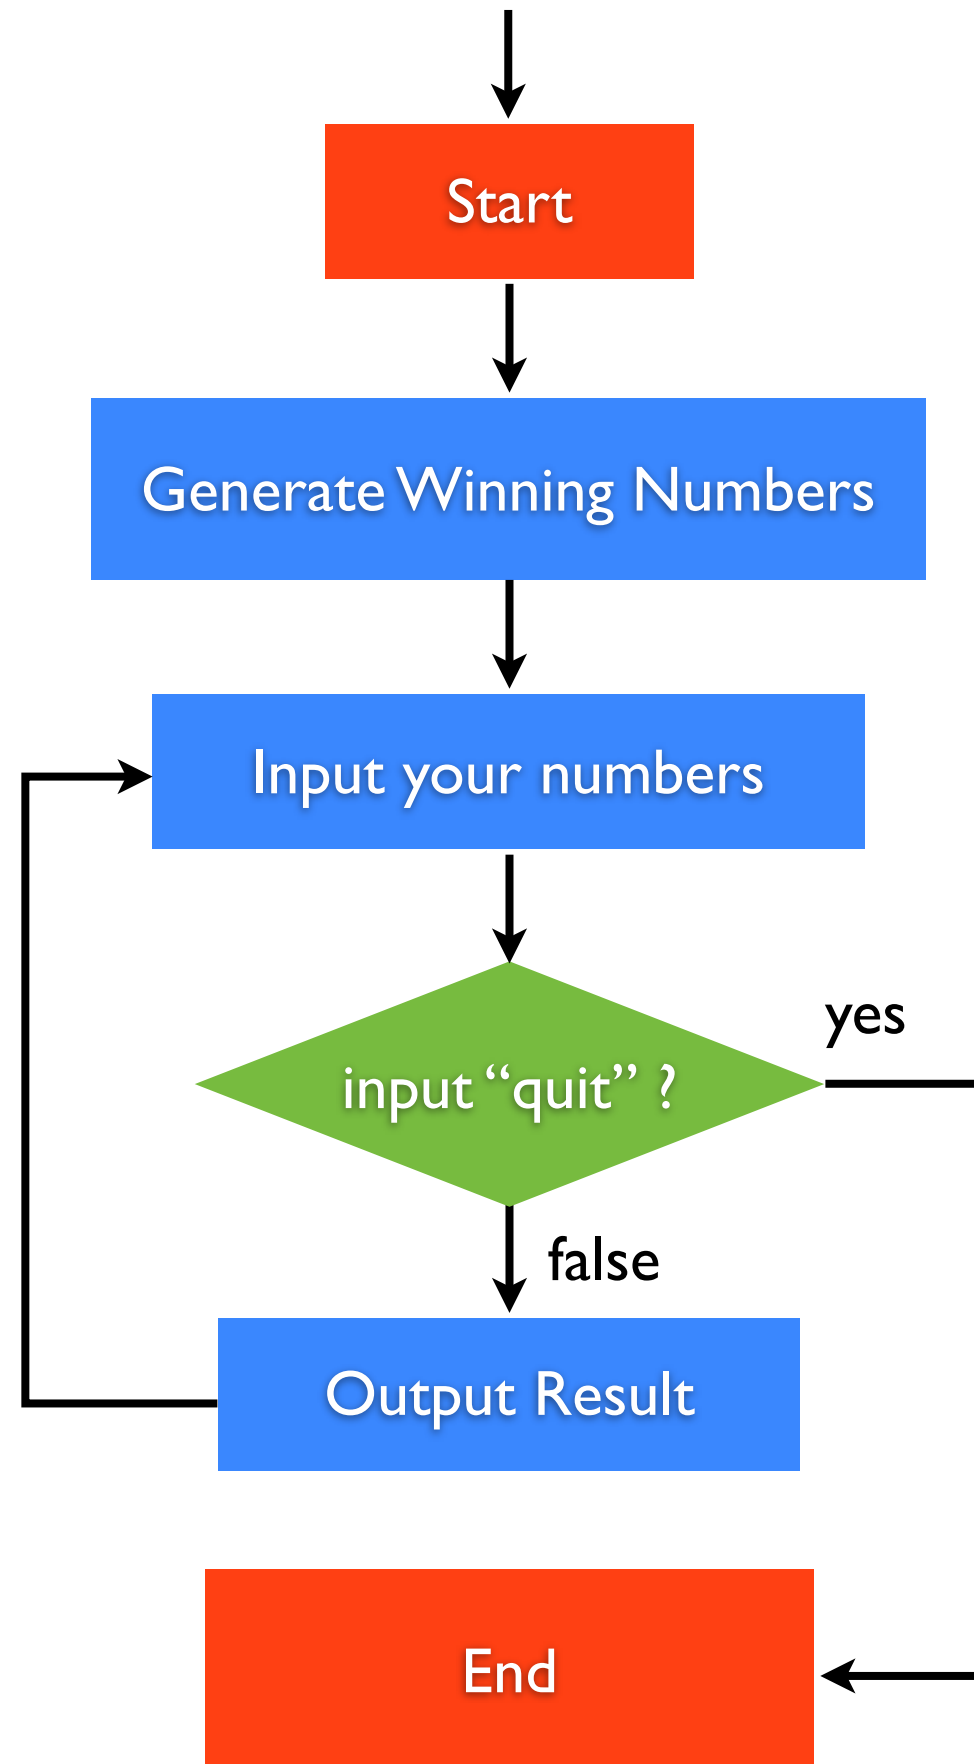 Start
Generate Winning Numbers
Input your numbers
yes
input “quit” ?
false
Output Result
End